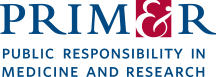 PRIM&R
PUBLIC RESPONSIBILITY IN
MEDICINE AND RESEARCH